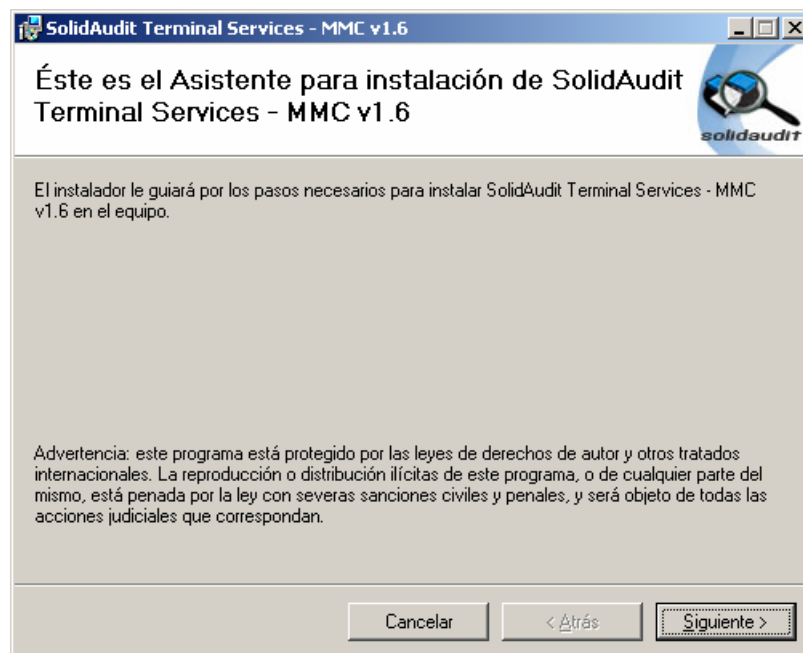 SolidAudit Terminal Services - MMC v1.6
Éste es el Asistente para instalación de SolidAudit
Terminal Services - MMC v1.6
solidaudit
El instalador le guiará por los pasos necesarios para instalar SolidAudit Terminal Services - MMC
v1.6 en el equipo.
Advertencia: este programa está protegido por las leyes de derechos de autor y otros tratados
internacionales. La reproducción o distribución ilícitas de este programa, o de cualquier parte del
mismo, está penada por la ley con severas sanciones civiles y penales, y será objeto de todas las
acciones judiciales que correspondan.
Cancelar < Atrás Siguiente >